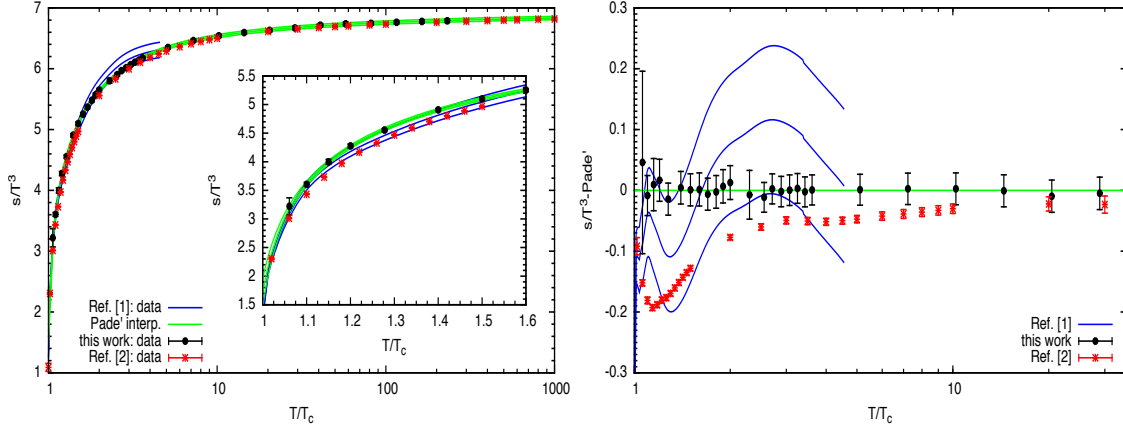 7
6
5
4
3
2
1
s/T³
1
10
100
1000
T/Tc
Ref. [1]: data
Pade' interp.
this work: data
Ref. [2]: data
5.5
5
4.5
4
3.5
3
2.5
2
1.5
s/T³
1
1.1
1.2
1.3
1.4
1.5
1.6
T/Tc
0.3
0.2
0.1
0
-0.1
-0.2
-0.3
s/T³-Pade'
1
10
T/Tc
Ref. [1]
this work
Ref. [2]